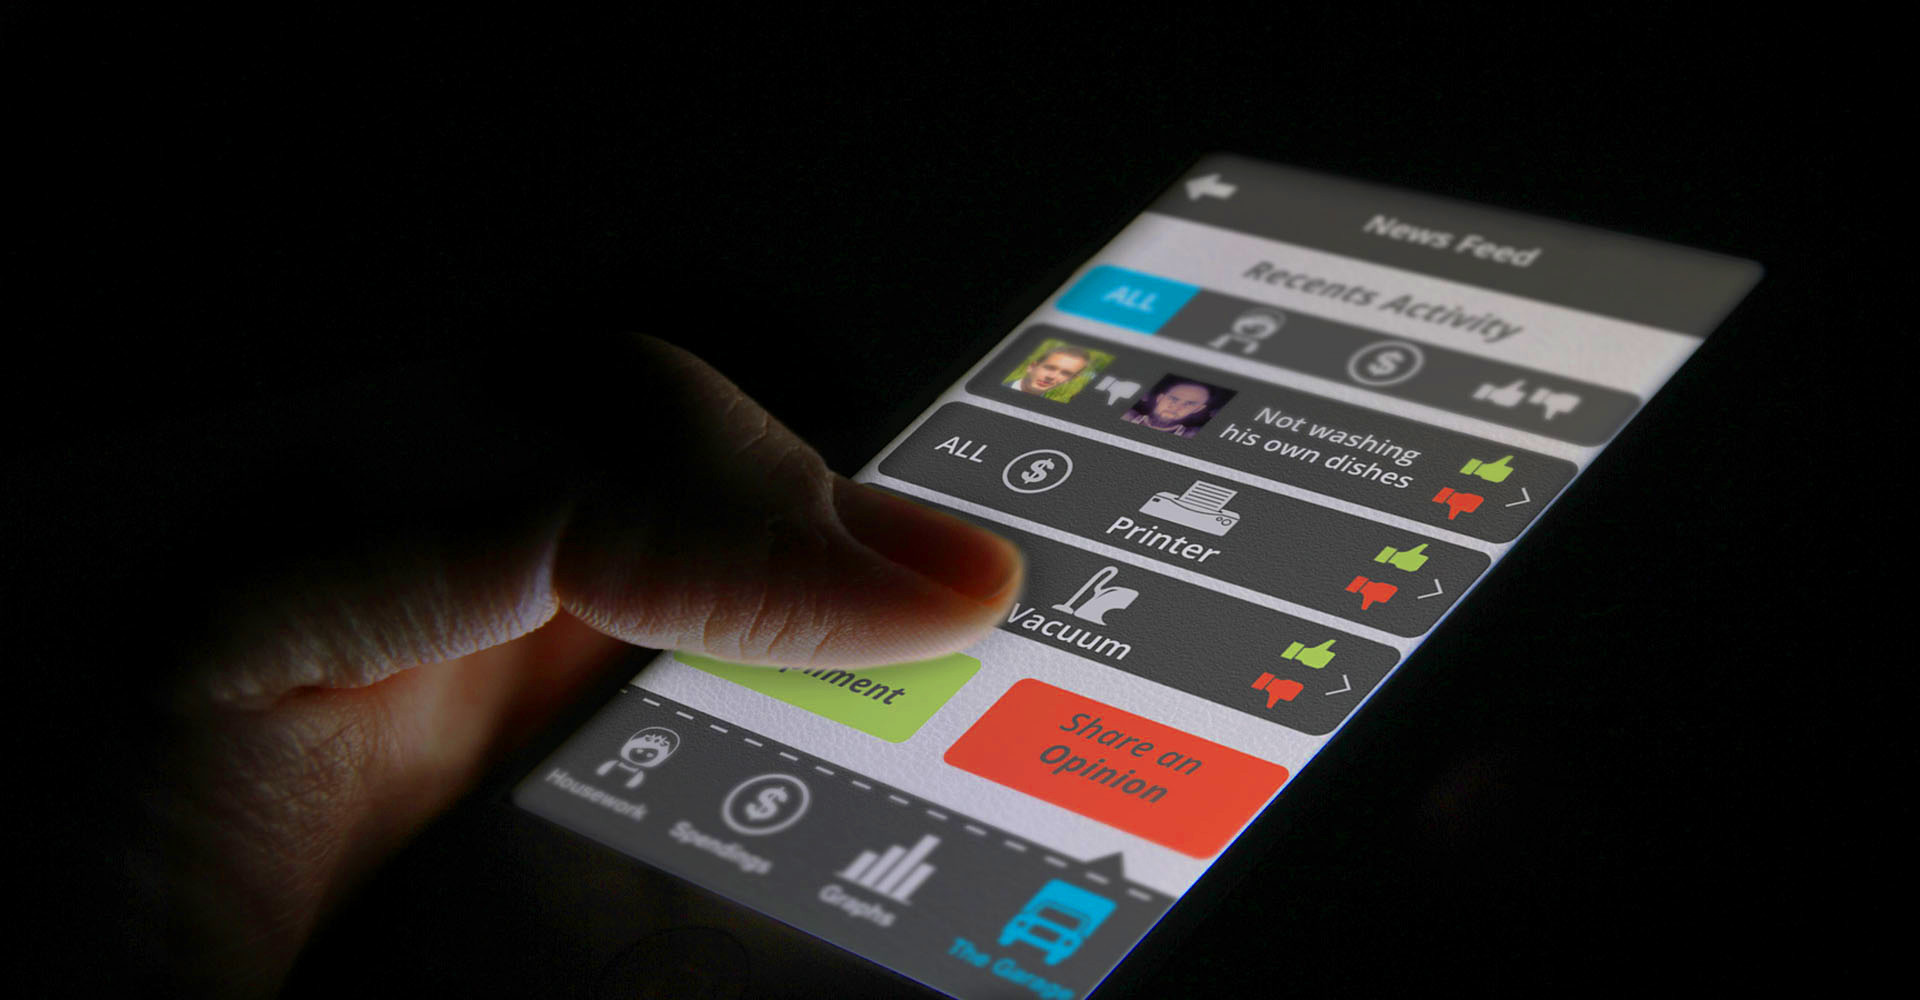 News Feed
Recents Activity
ALL
Not washing
his own dishes
ALL
Printer
Vacuum
Share an
Opinion
Housework
Spendings
Graphs
The Garage